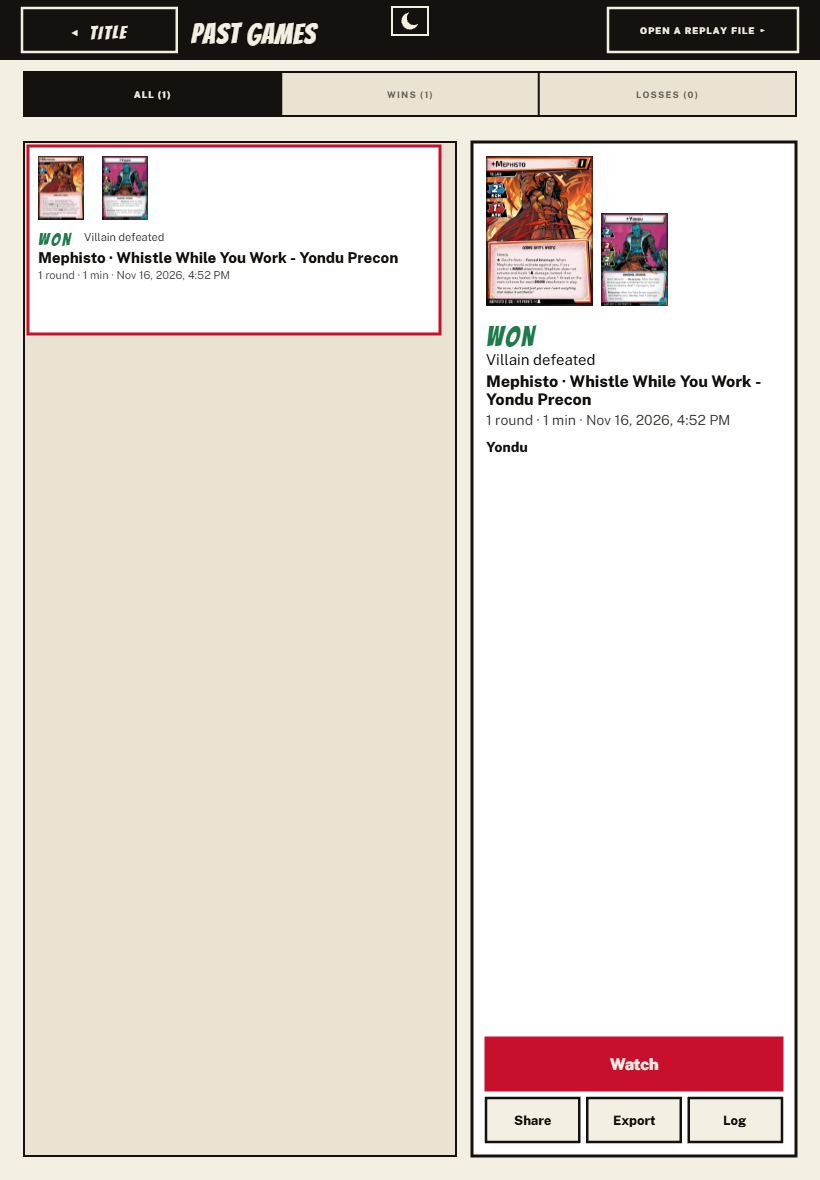 ◂ TITLE
PAST GAMES
OPEN A REPLAY FILE ▸
ALL (1)
WINS (1)
LOSSES (0)
WON Villain defeated
Mephisto · Whistle While You Work - Yondu Precon
1 round · 1 min · Nov 16, 2026, 4:52 PM
Mephisto
Yondu
WON
Villain defeated
Mephisto · Whistle While You Work -
Yondu Precon
1 round · 1 min · Nov 16, 2026, 4:52 PM
Yondu
Watch
Share
Export
Log